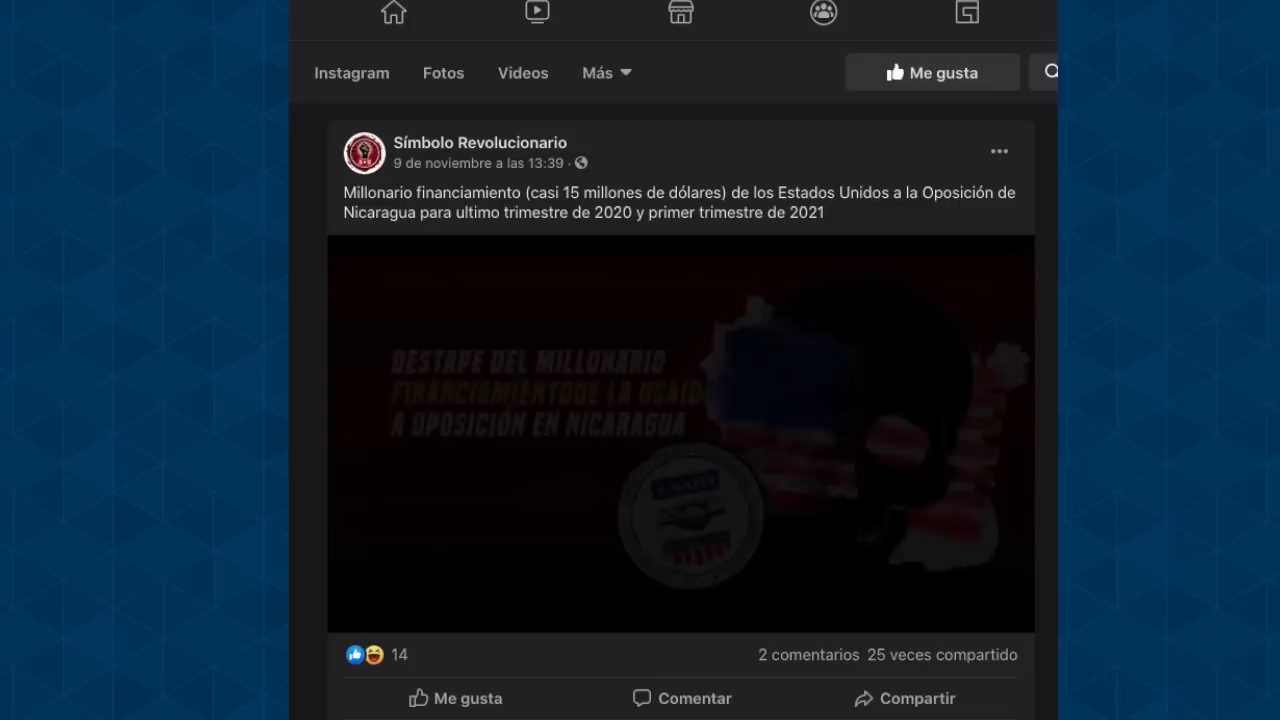 Instagram Fotos Videos Más Me gusta
Símbolo Revolucionario
9 de noviembre a las 13:39 ·
Millonario financiamiento (casi 15 millones de dólares) de los Estados Unidos a la Oposición de
Nicaragua para ultimo trimestre de 2020 y primer trimestre de 2021
DESTAPE DEL MILLONARIO
FINANCIAMIENTODE LA USAID
A OPOSICIÓN EN NICARAGUA
USAID
14 2 comentarios 25 veces compartido
Me gusta Comentar Compartir